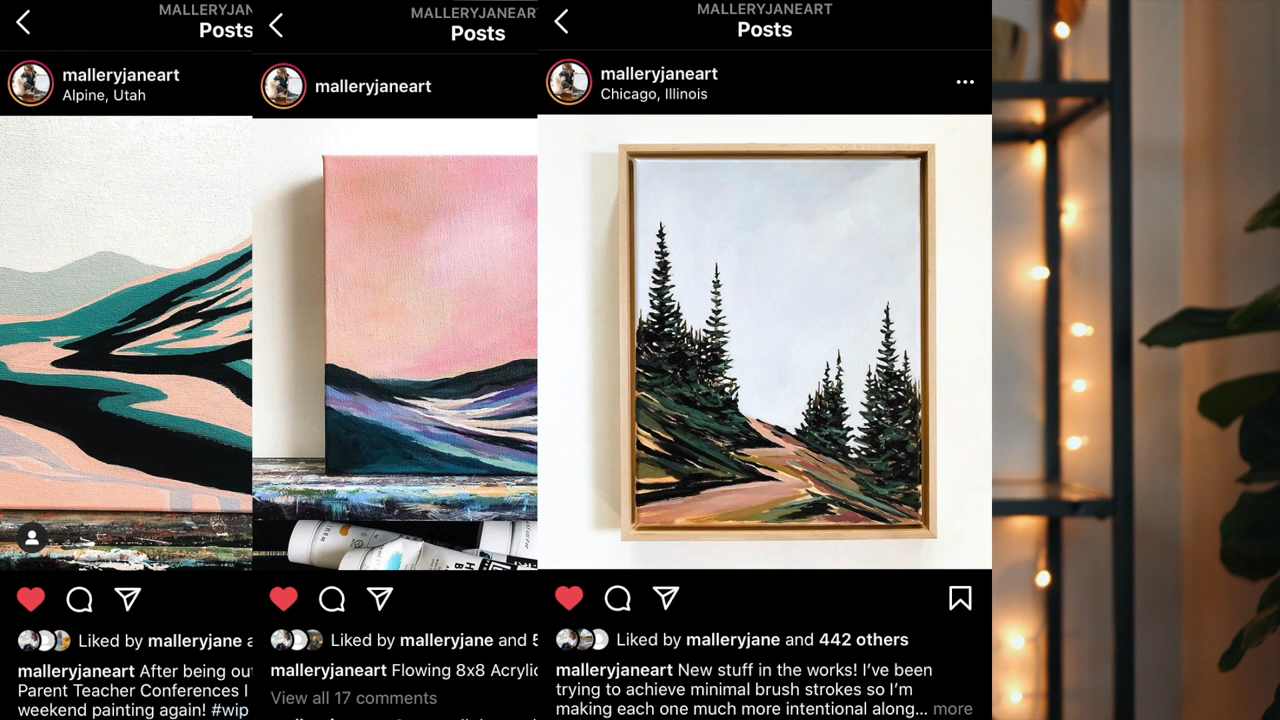 MALLERYJAN
Posts
malleryjaneart
Alpine, Utah
Liked by malleryjane a
malleryjaneart After being out
Parent Teacher Conferences I
weekend painting again! #wip
MALLERYJANEAR
Posts
malleryjaneart
Liked by malleryjane and 5
malleryjaneart Flowing 8x8 Acrylic
View all 17 comments
MALLERYJANEART
Posts
malleryjaneart
Chicago, Illinois
Liked by malleryjane and 442 others
malleryjaneart New stuff in the works! I've been
trying to achieve minimal brush strokes so I'm
making each one much more intentional along... more